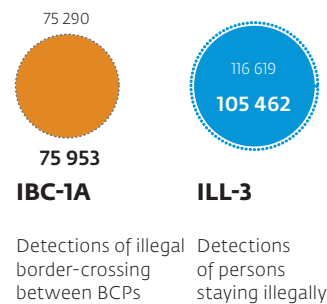 75 290
75 953
IBC-1A
Detections of illegal
border-crossing
between BCPs
116 619
105 462
ILL-3
Detections
of persons
staying illegally